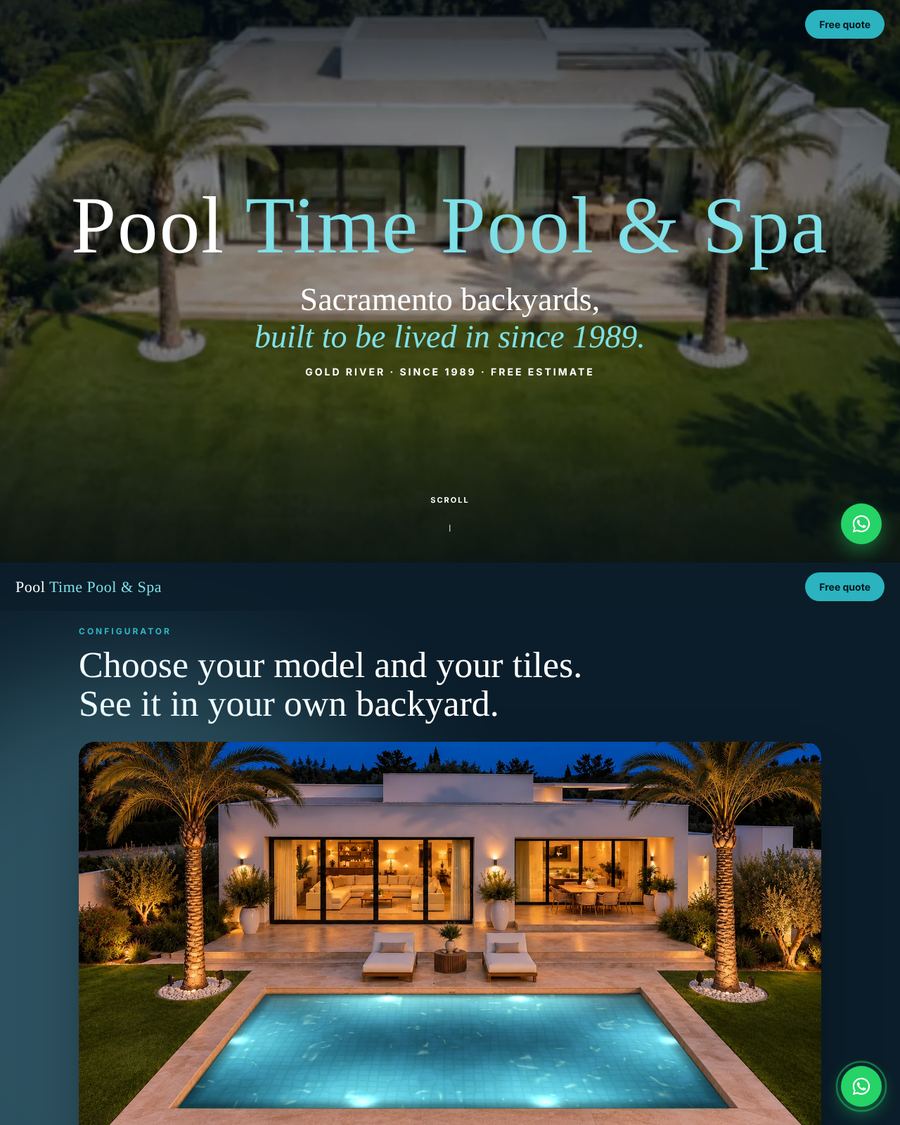 Free quote
Pool Time Pool & Spa
Sacramento backyards,
built to be lived in since 1989.
GOLD RIVER · SINCE 1989 · FREE ESTIMATE
SCROLL
Pool Time Pool & Spa
Free quote
CONFIGURATOR
Choose your model and your tiles.
See it in your own backyard.